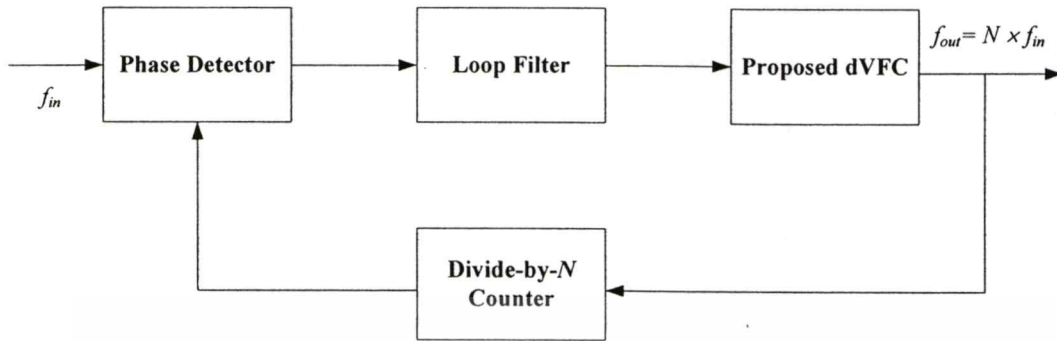 f_out = N × f_in
Phase Detector
Loop Filter
Proposed dVFC
f_in
Divide-by-N
Counter